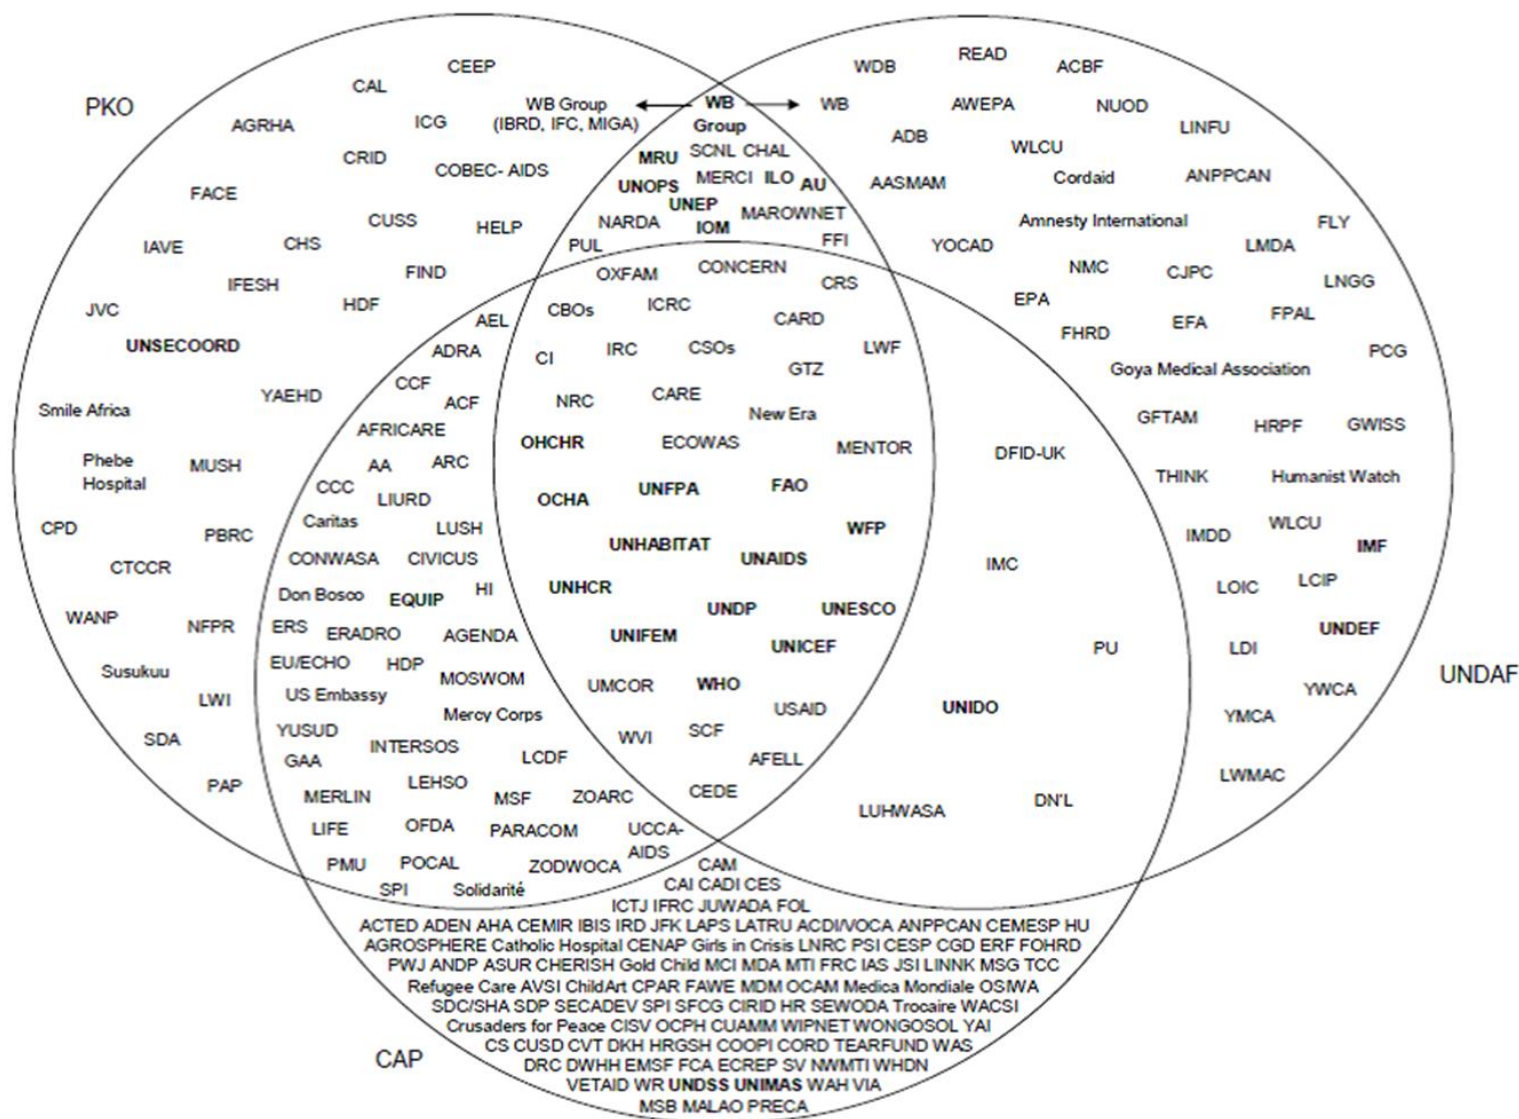 PKO
CEEP
CAL
WB Group
(IBRD, IFC, MIGA)
AGRHA
ICG
CRID
COBEC- AIDS
FACE
CUSS
HELP
IAVE
CHS
FIND
IFESH
HDF
JVC
UNSECOORD
YAEHD
Smile Africa
Phebe
Hospital
MUSH
CPD
PBRC
CTCCR
WANP
NFPR
Susukuu
LWI
SDA
PAP
WB
Group
MRU SCNL CHAL
UNOPS MERCI ILO AU
UNEP
NARDA MAROWNET
IOM
PUL FFI
WDB
READ
ACBF
WB
AWEPA
NUOD
LINFU
ADB
WLCU
AASMAM
Cordaid
ANPPCAN
Amnesty International
FLY
YOCAD
LMDA
NMC
CJPC
LNGG
EPA
FPAL
FHRD
EFA
PCG
Goya Medical Association
GFTAM
HRPF
GWISS
THINK
Humanist Watch
WLCU
IMDD
IMF
LOIC
LCIP
UNDEF
LDI
UNDAF
YWCA
YMCA
LWMAC
OXFAM
CONCERN
CRS
CBOs
ICRC
CARD
CI
IRC
CSOs
LWF
GTZ
NRC
CARE
New Era
OHCHR
ECOWAS
MENTOR
OCHA
UNFPA
FAO
WFP
UNHABITAT
UNAIDS
UNHCR
UNDP
UNESCO
UNIFEM
UNICEF
UMCOR
WHO
USAID
WVI
SCF
AFELL
CEDE
DFID-UK
IMC
PU
UNIDO
DN'L
LUHWASA
AEL
ADRA
CCF
ACF
AFRICARE
AA
ARC
CCC
LIURD
Caritas
LUSH
CONWASA
CIVICUS
Don Bosco
EQUIP
HI
ERS
ERADRO
AGENDA
EU/ECHO
HDP
MOSWOM
US Embassy
Mercy Corps
YUSUD
INTERSOS
GAA
LCDF
LEHSO
MERLIN
MSF
ZOARC
LIFE
OFDA
PARACOM
UCCA-
AIDS
PMU
POCAL
ZODWOCA
SPI
Solidarité
CAM
CAI CADI CES
ICTJ IFRC JUWADA FOL
ACTED ADEN AHA CEMIR IBIS IRD JFK LAPS LATRU ACDI/VOCA ANPPCAN CEMESP HU
AGROSPHERE Catholic Hospital CENAP Girls in Crisis LNRC PSI CESP CGD ERF FOHRD
PWJ ANDP ASUR CHERISH Gold Child MCI MDA MTI FRC IAS JSI LINNK MSG TCC
Refugee Care AVSI ChildArt CPAR FAWE MDM OCAM Medica Mondiale OSIWA
SDC/SHA SDP SECADEV SPI SFCG CIRID HR SEWODA Trocaire WACSI
Crusaders for Peace CISV OCPH CUAMM WIPNET WONGOSOL YAI
CS CUSD CVT DKH HRGSH COOPI CORD TEARFUND WAS
DRC DWHH EMSF FCA ECREP SV NWMTI WHDN
VETAID WR UNDSS UNIMAS WAH VIA
MSB MALAO PRECA
CAP